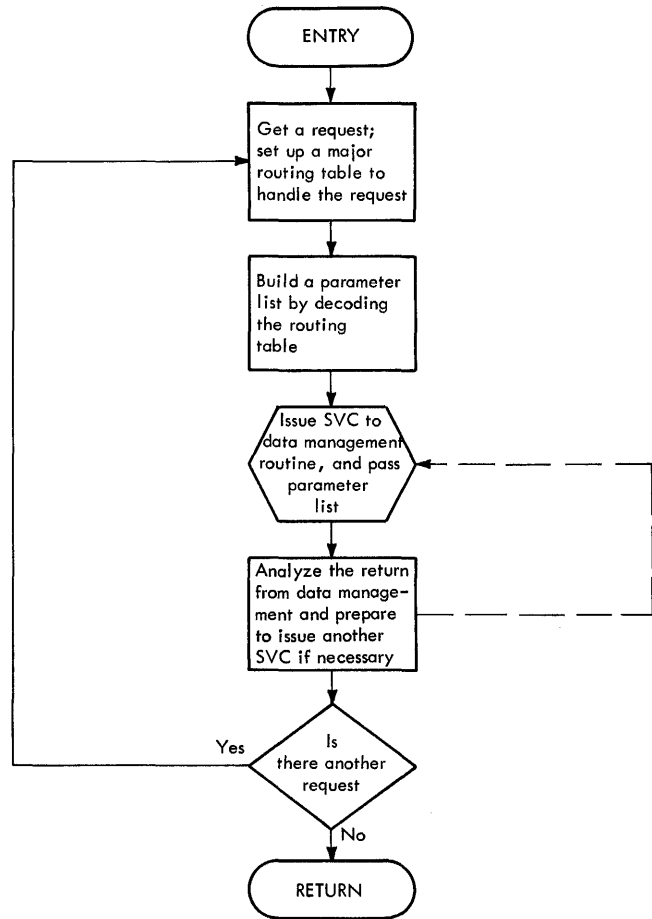 ENTRY
Get a request;
set up a major
routing table to
handle the request
Build a parameter
list by decoding
the routing
table
Issue SVC to
data management
routine, and pass
parameter
list
Analyze the return
from data manage-
ment and prepare
to issue another
SVC if necessary
Yes
Is
there another
request
No
RETURN